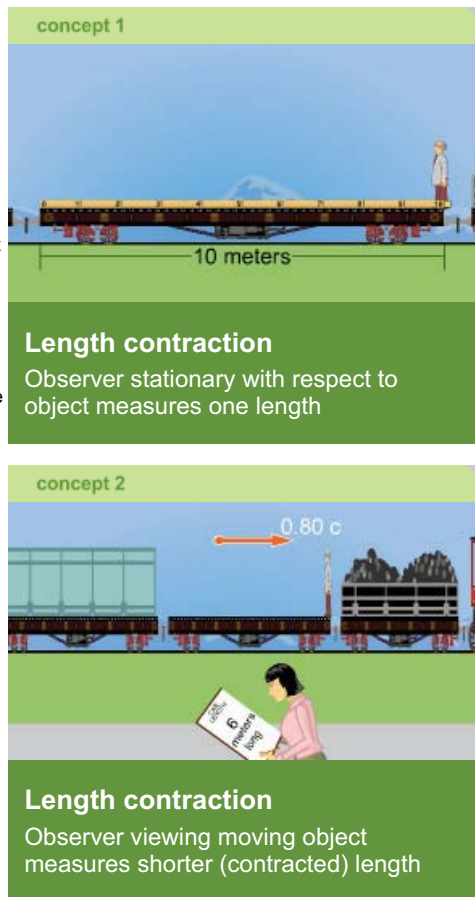 concept 1
10 meters
Length contraction
Observer stationary with respect to
object measures one length
concept 2
0.80 c
6
meters
long
Length contraction
Observer viewing moving object
measures shorter (contracted) length